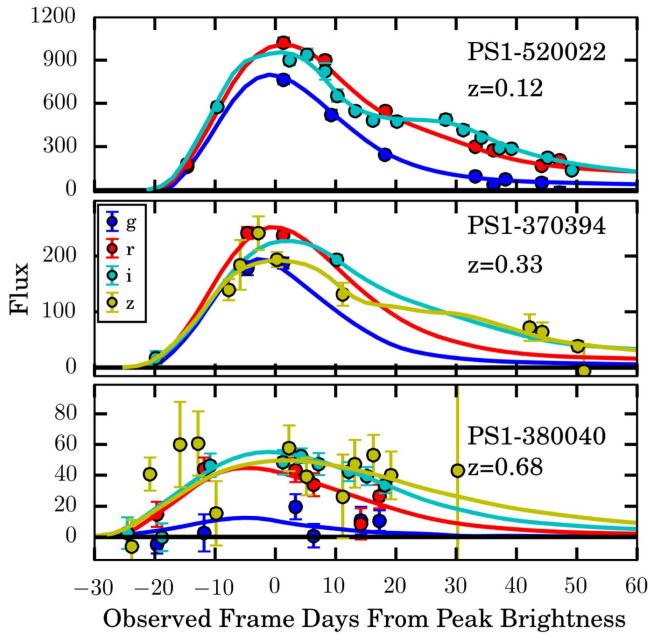 1200
900
600
300
0
PS1-520022
z=0.12
Flux
200
100
0
g
r
i
z
PS1-370394
z=0.33
80
60
40
20
0
PS1-380040
z=0.68
−30 −20 −10 0 10 20 30 40 50 60
Observed Frame Days From Peak Brightness